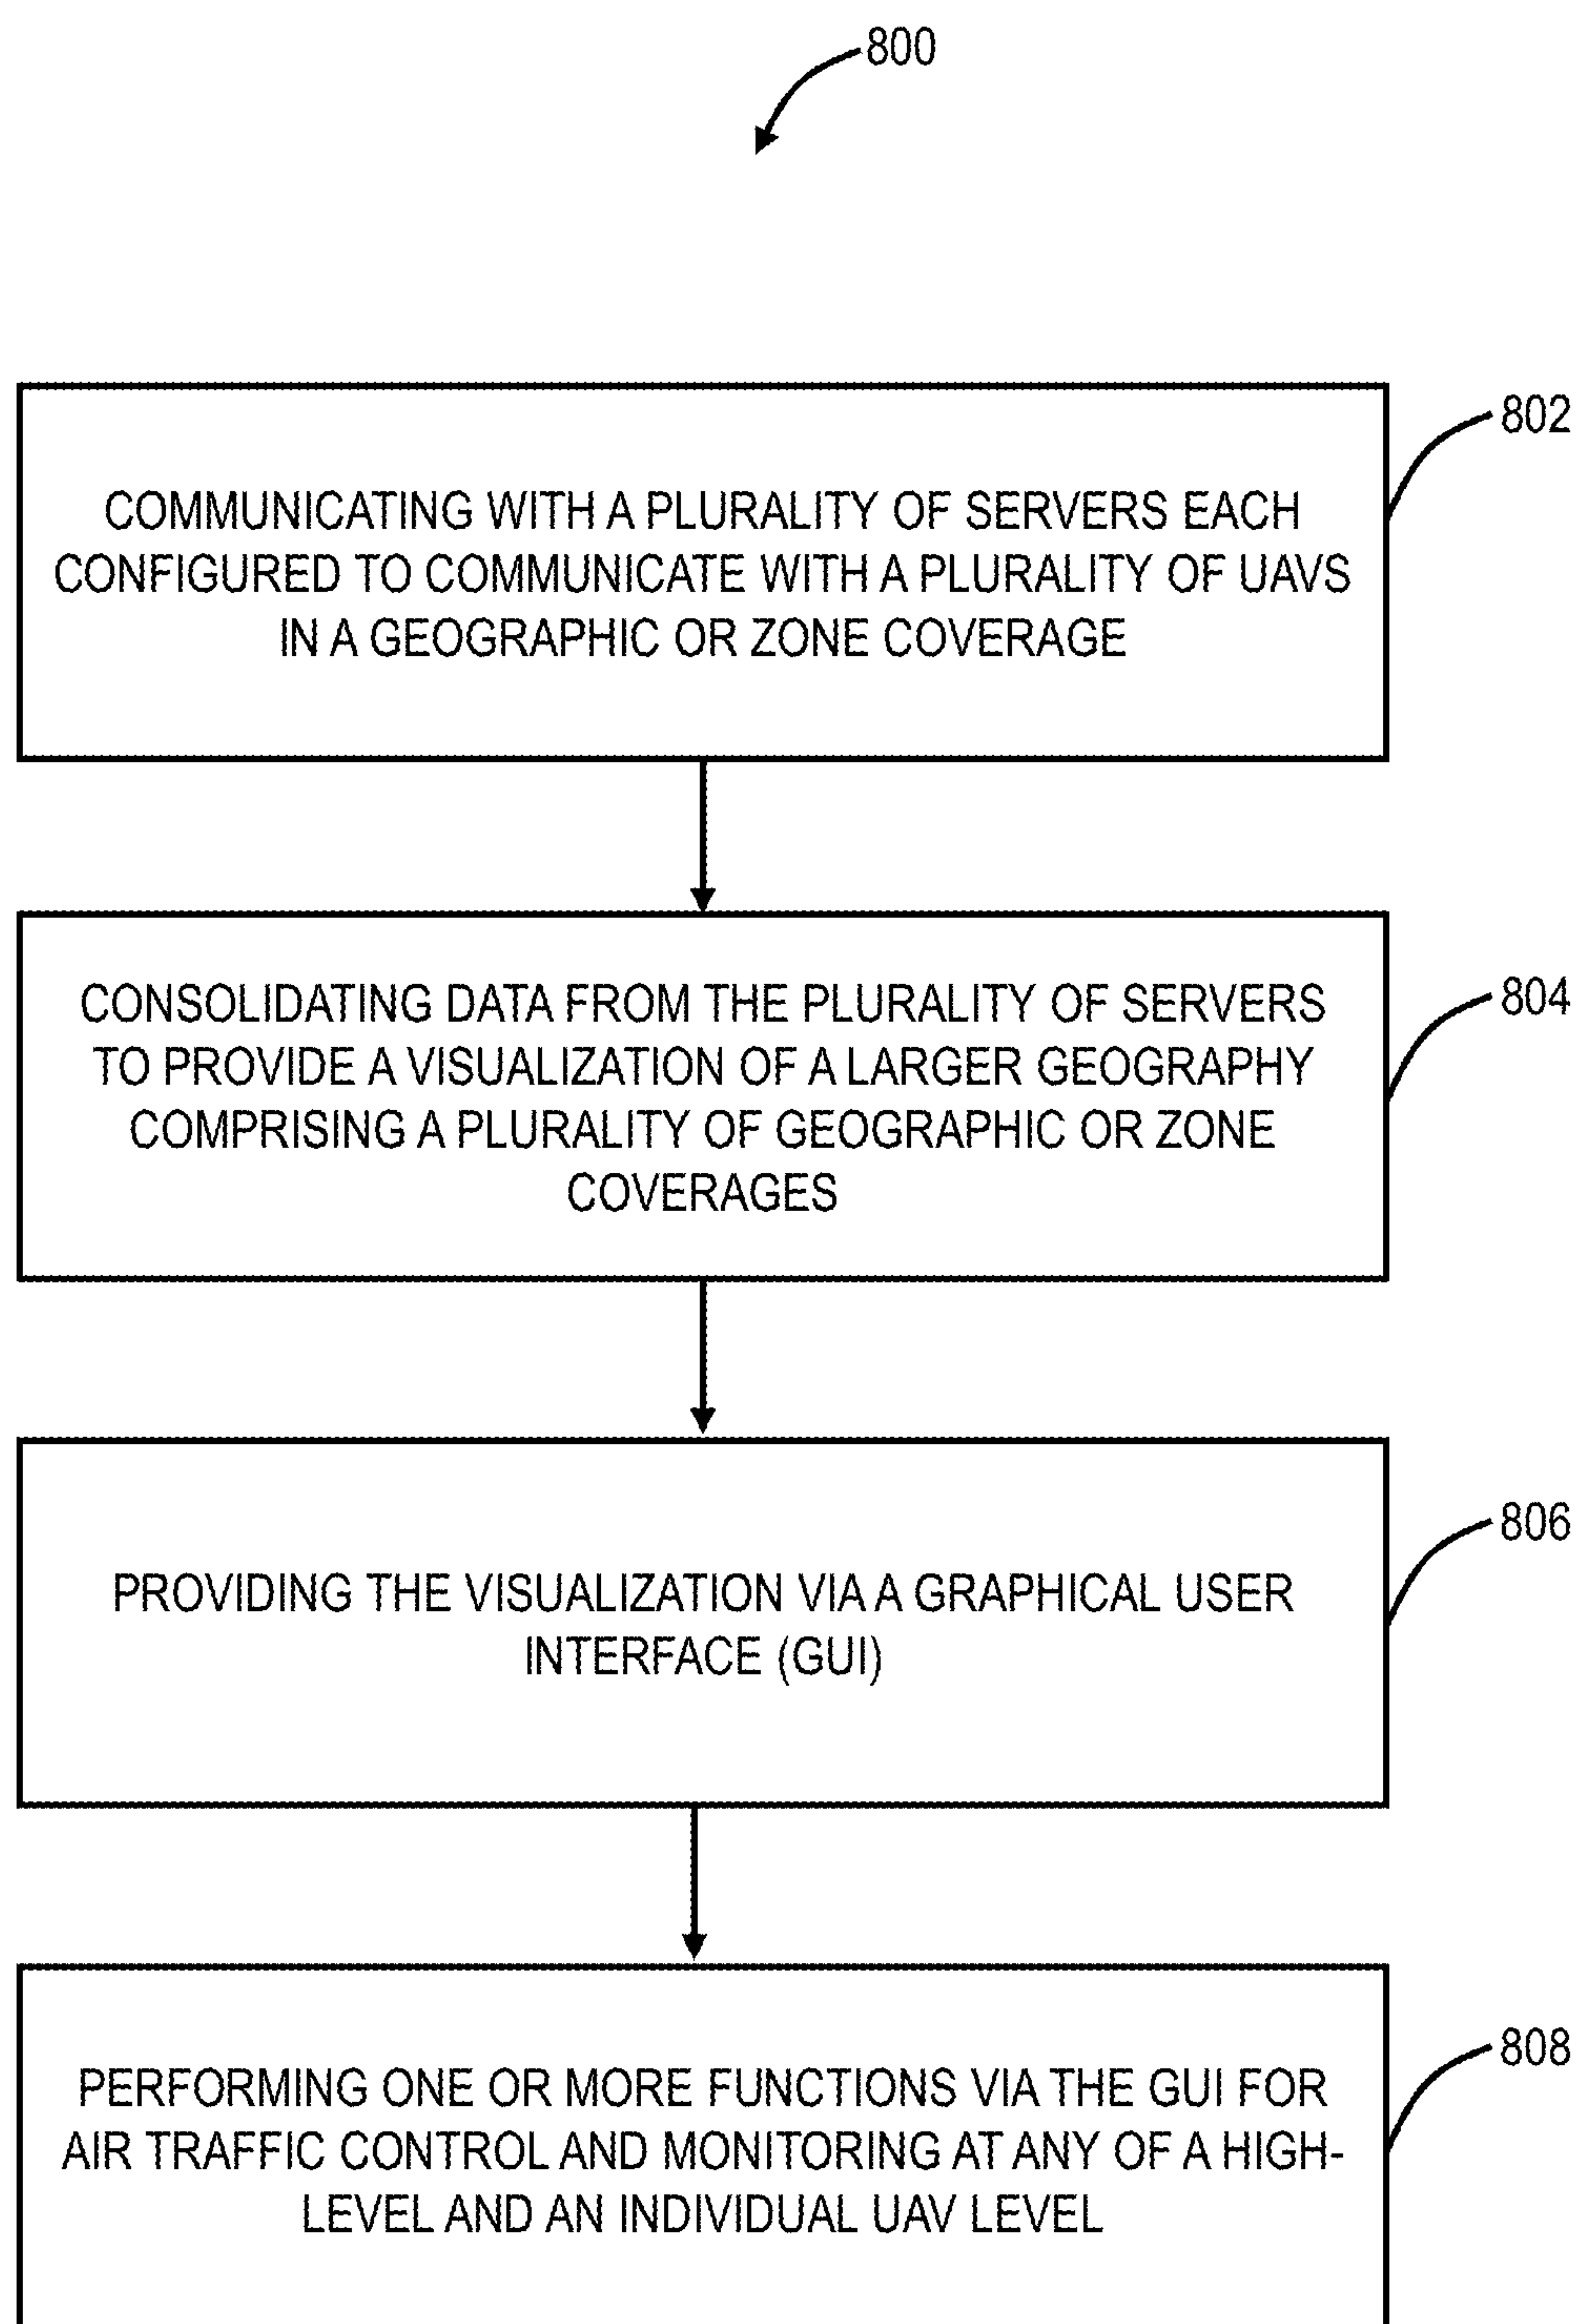 800
802
COMMUNICATING WITH A PLURALITY OF SERVERS EACH
CONFIGURED TO COMMUNICATE WITH A PLURALITY OF UAVS
IN A GEOGRAPHIC OR ZONE COVERAGE
804
CONSOLIDATING DATA FROM THE PLURALITY OF SERVERS
TO PROVIDE A VISUALIZATION OF A LARGER GEOGRAPHY
COMPRISING A PLURALITY OF GEOGRAPHIC OR ZONE
COVERAGES
806
PROVIDING THE VISUALIZATION VIA A GRAPHICAL USER
INTERFACE (GUI)
808
PERFORMING ONE OR MORE FUNCTIONS VIA THE GUI FOR
AIR TRAFFIC CONTROL AND MONITORING AT ANY OF A HIGH-
LEVEL AND AN INDIVIDUAL UAV LEVEL